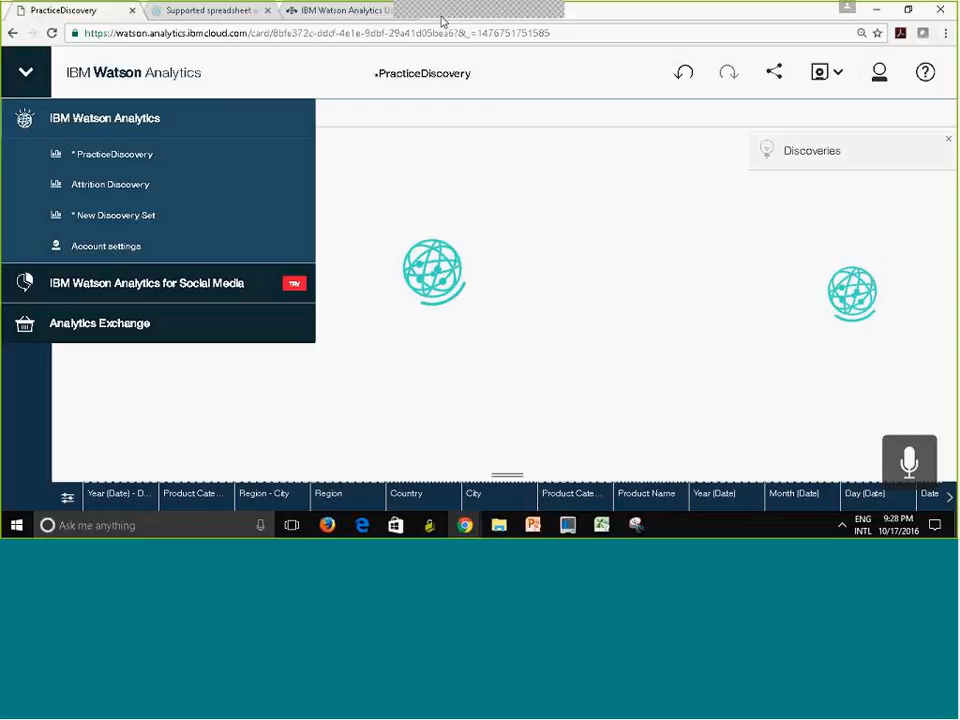 PracticeDiscovery
Supported spreadsheet a
IBM Watson Analytics U
https://watson.analytics.ibmcloud.com/card/8bfe372c-ddcf-4e1e-9dbf-29a41d05bea6?&_=1476751751585
IBM Watson Analytics
*PracticeDiscovery
IBM Watson Analytics
* PracticeDiscovery
Attrition Discovery
* New Discovery Set
Account settings
IBM Watson Analytics for Social Media
TRY
Analytics Exchange
Discoveries
Year (Date) - D...
Product Cate...
Region - City
Region
Country
City
Product Cate...
Product Name
Year (Date)
Month (Date)
Day (Date)
Date
Ask me anything
ENG
INTL
9:28 PM
10/17/2016